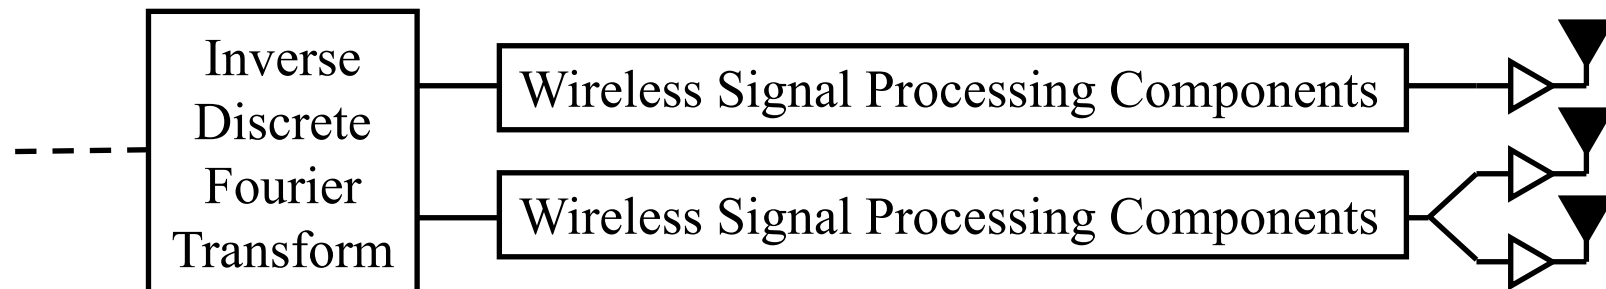 Inverse
Discrete
Fourier
Transform
Wireless Signal Processing Components
Wireless Signal Processing Components